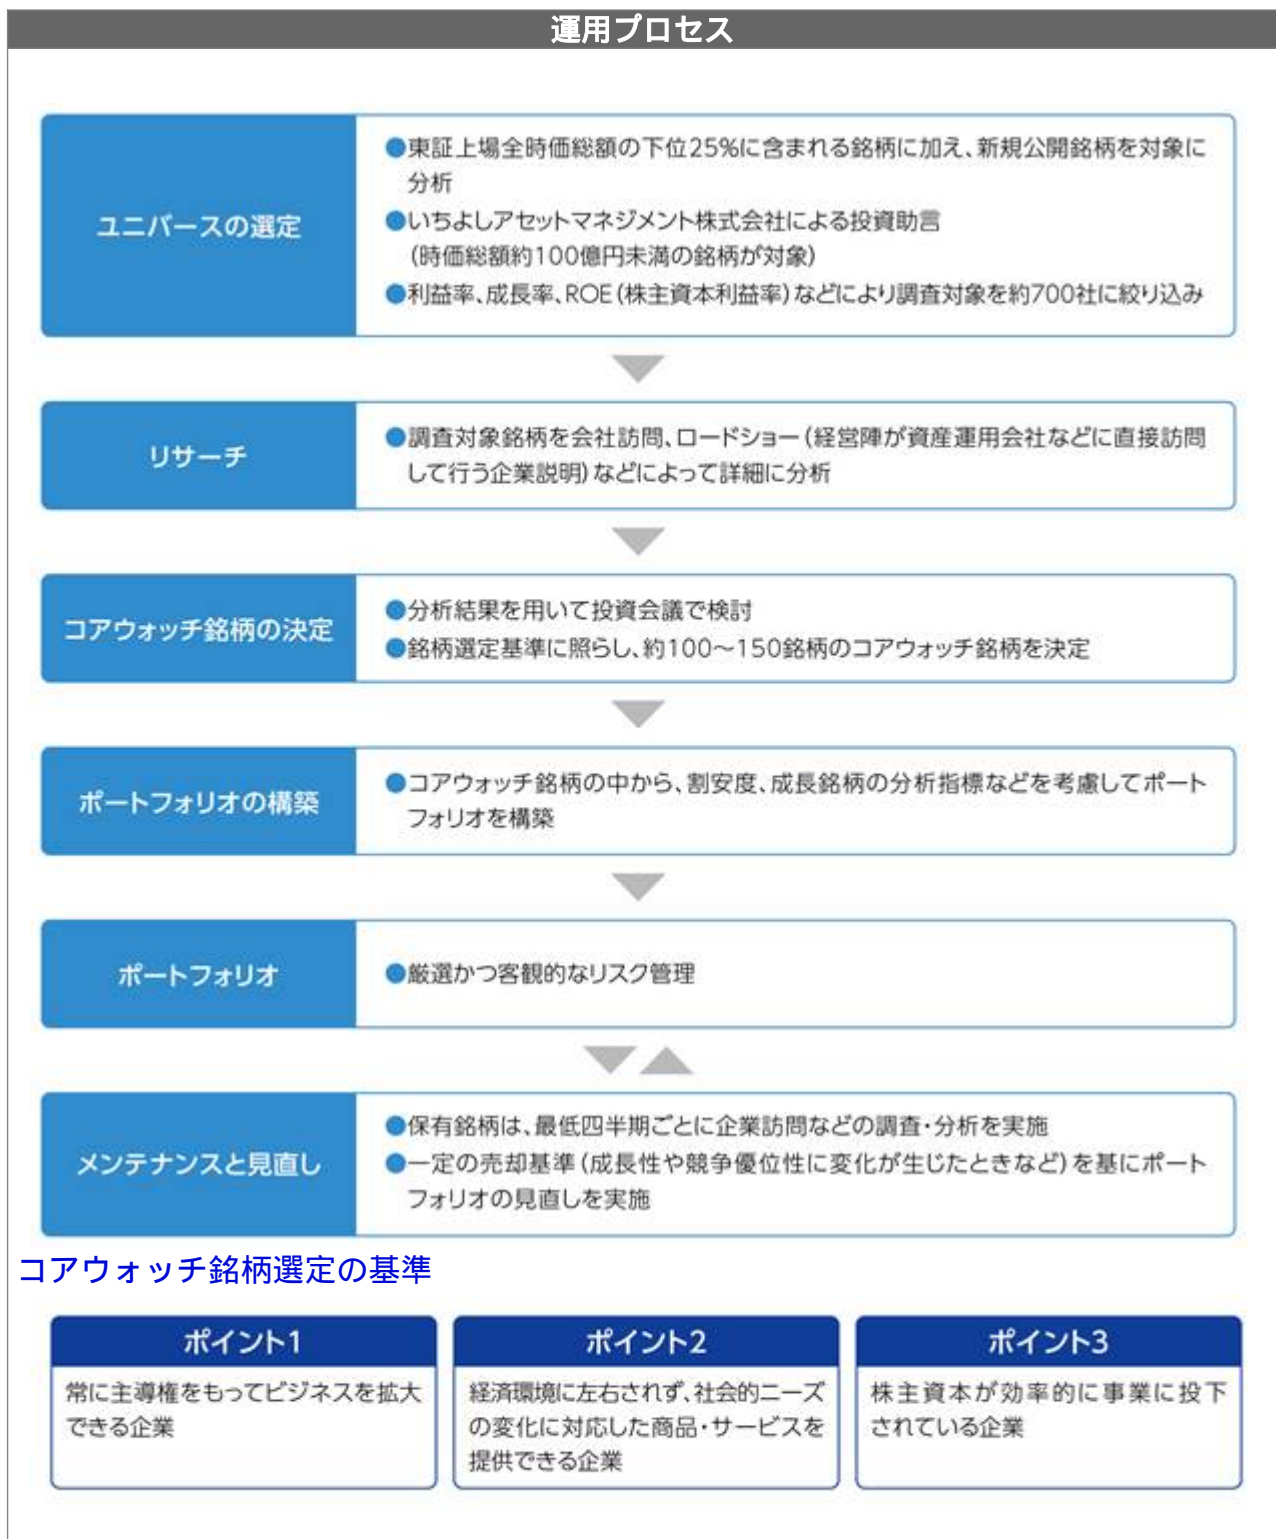 運用プロセス
ユニバースの選定
●東証上場全時価総額の下位25%に含まれる銘柄に加え、新規公開銘柄を対象に
分析
●いちよしアセットマネジメント株式会社による投資助言
(時価総額約100億円未満の銘柄が対象)
●利益率、成長率、ROE(株主資本利益率)などにより調査対象を約700社に絞り込み
リサーチ
●調査対象銘柄を会社訪問、ロードショー(経営陣が資産運用会社などに直接訪問
して行う企業説明)などによって詳細に分析
コアウォッチ銘柄の決定
●分析結果を用いて投資会議で検討
●銘柄選定基準に照らし、約100～150銘柄のコアウォッチ銘柄を決定
ポートフォリオの構築
●コアウォッチ銘柄の中から、割安度、成長銘柄の分析指標などを考慮してポート
フォリオを構築
ポートフォリオ
●厳選かつ客観的なリスク管理
メンテナンスと見直し
●保有銘柄は、最低四半期ごとに企業訪問などの調査・分析を実施
●一定の売却基準(成長性や競争優位性に変化が生じたときなど)を基にポート
フォリオの見直しを実施
コアウォッチ銘柄選定の基準
ポイント1
常に主導権をもってビジネスを拡大
できる企業
ポイント2
経済環境に左右されず、社会的ニーズ
の変化に対応した商品・サービスを
提供できる企業
ポイント3
株主資本が効率的に事業に投下
されている企業